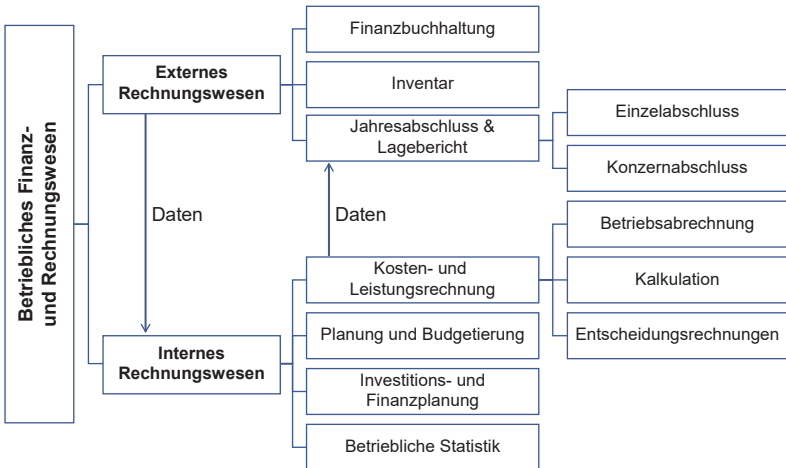 Betriebliches Finanz-
und Rechnungswesen
Externes
Rechnungswesen
Finanzbuchhaltung
Inventar
Jahresabschluss &
Lagebericht
Einzelabschluss
Konzernabschluss
Daten
Daten
Internes
Rechnungswesen
Kosten- und
Leistungsrechnung
Betriebsabrechnung
Kalkulation
Entscheidungsrechnungen
Planung und Budgetierung
Investitions- und
Finanzplanung
Betriebliche Statistik